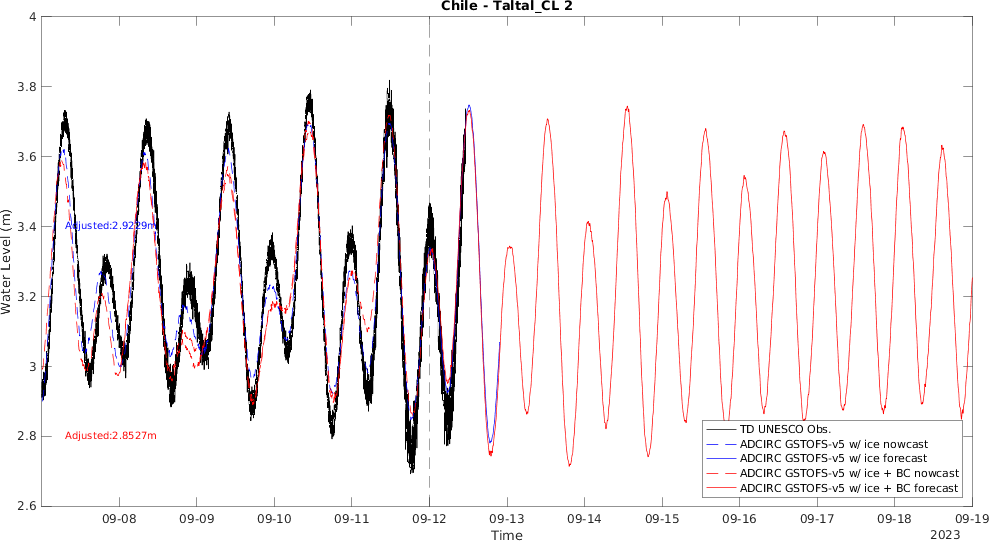 Chile - Taltal_CL 2
4
3.8
3.6
3.4
3.2
3
2.8
2.6
Water Level (m)
Adjusted:2.9229m
Adjusted:2.8527m
TD UNESCO Obs.
ADCIRC GSTOFS-v5 w/ ice nowcast
ADCIRC GSTOFS-v5 w/ ice forecast
ADCIRC GSTOFS-v5 w/ ice + BC nowcast
ADCIRC GSTOFS-v5 w/ ice + BC forecast
09-08 09-09 09-10 09-11 09-12 09-13 09-14 09-15 09-16 09-17 09-18 09-19
Time
2023